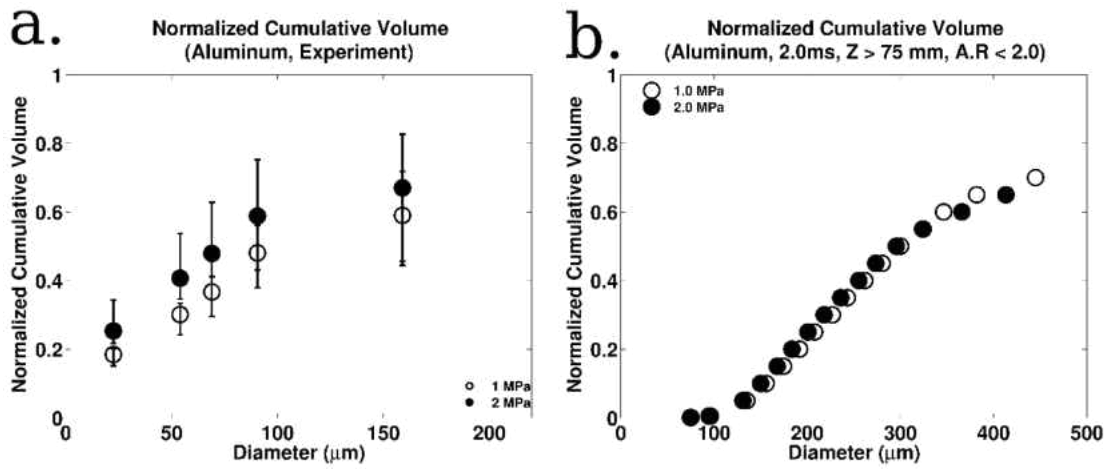 a.
Normalized Cumulative Volume
(Aluminum, Experiment)
1
0.8
0.6
0.4
0.2
0
Normalized Cumulative Volume
1 MPa
2 MPa
0 50 100 150 200
Diameter (μm)
b.
Normalized Cumulative Volume
(Aluminum, 2.0ms, Z > 75 mm, A.R < 2.0)
1
0.8
0.6
0.4
0.2
0
Normalized Cumulative Volume
1.0 MPa
2.0 MPa
0 100 200 300 400 500
Diameter (μm)